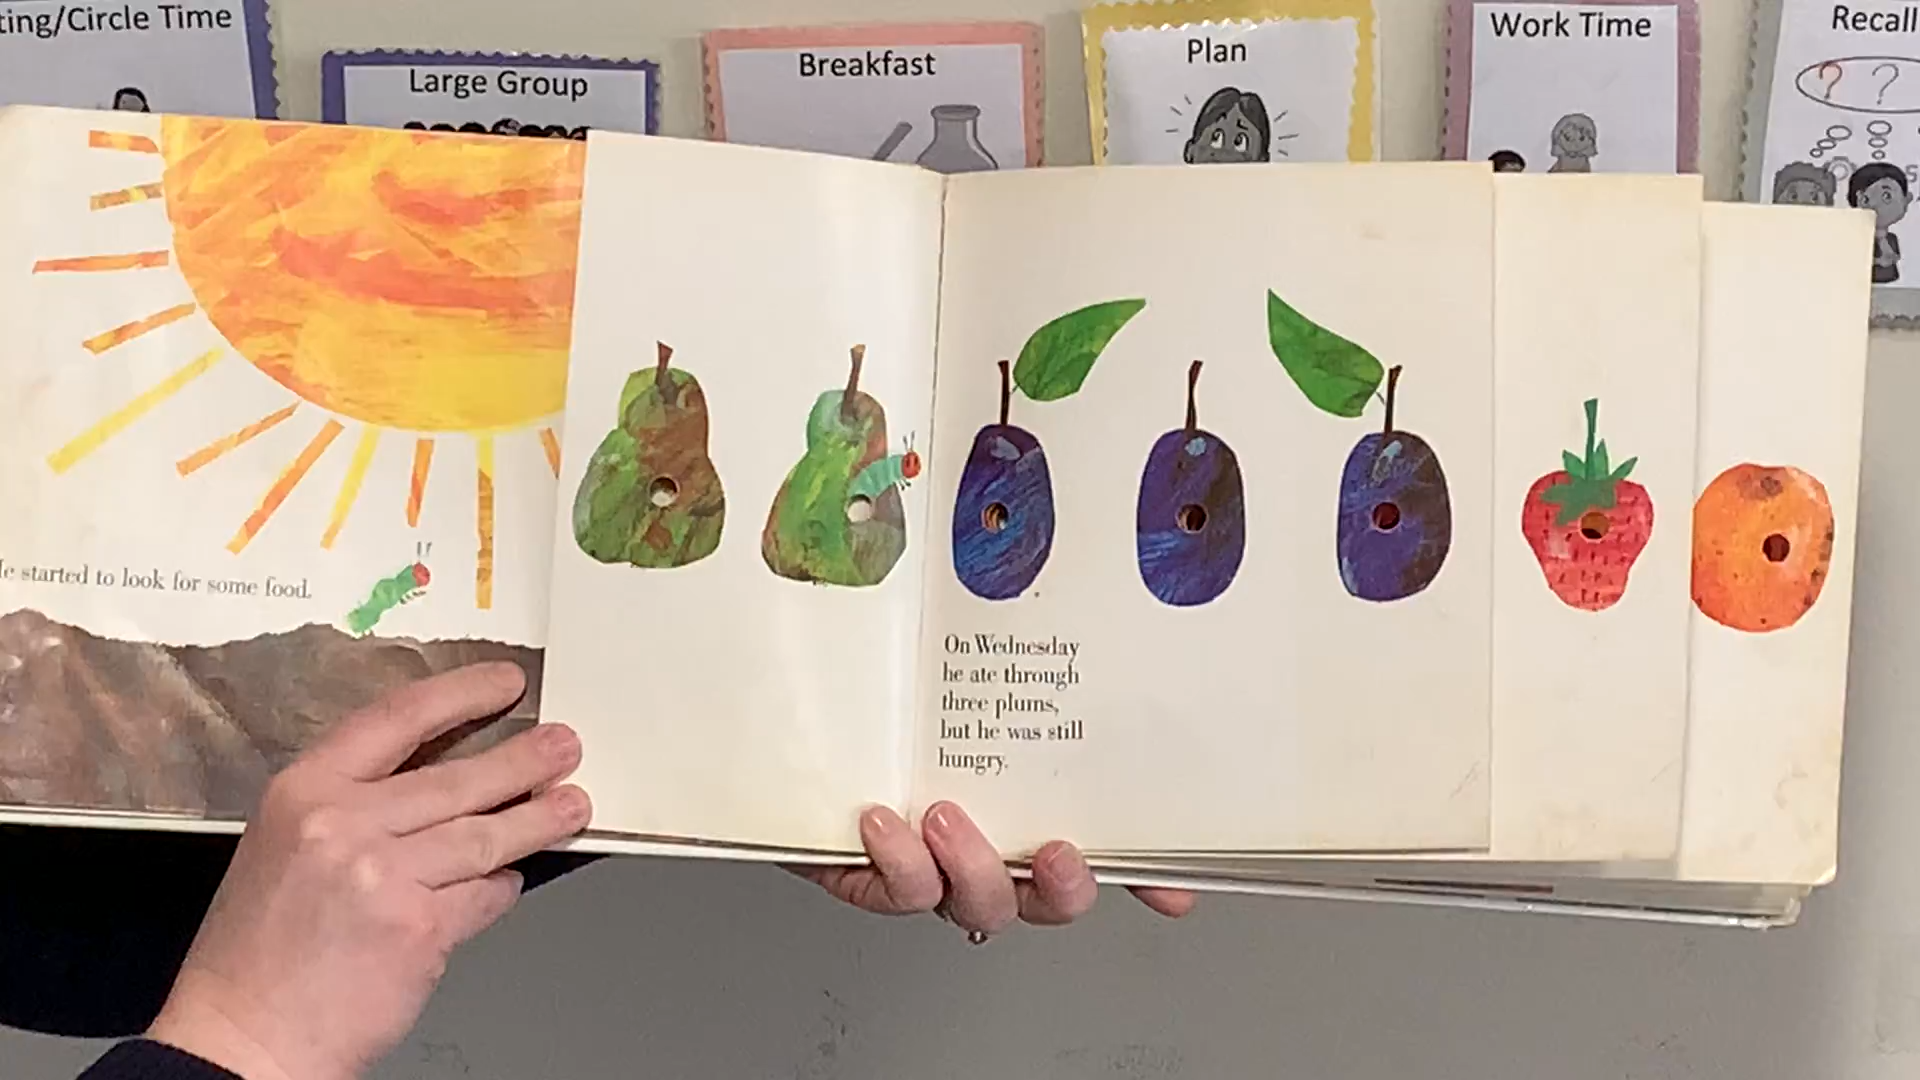 ting/Circle Time
Large Group
Breakfast
Plan
Work Time
Recall
? ?
He started to look for some food.
On Wednesday
he ate through
three plums,
but he was still
hungry.